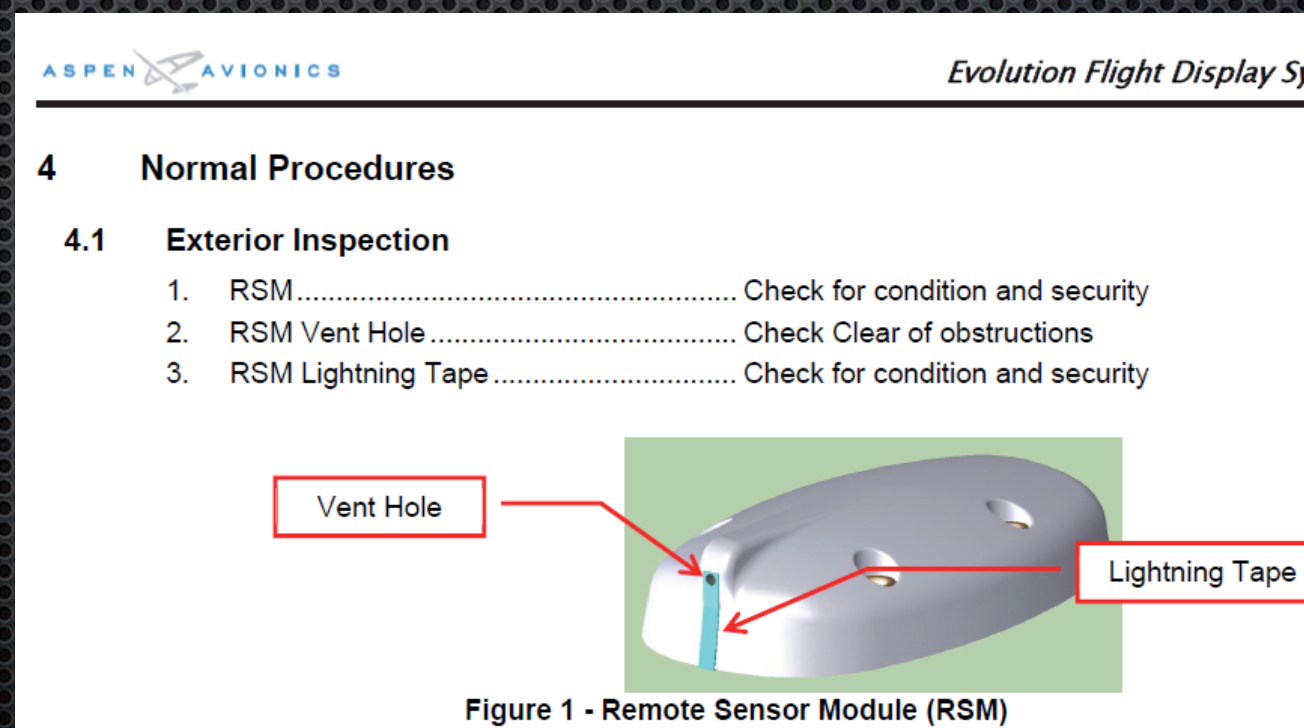 ASPEN AVIONICS
Evolution Flight Display Sy
4 Normal Procedures
4.1 Exterior Inspection
1. RSM....................................................... Check for condition and security
2. RSM Vent Hole ...................................... Check Clear of obstructions
3. RSM Lightning Tape .............................. Check for condition and security
Vent Hole
Lightning Tape
Figure 1 - Remote Sensor Module (RSM)